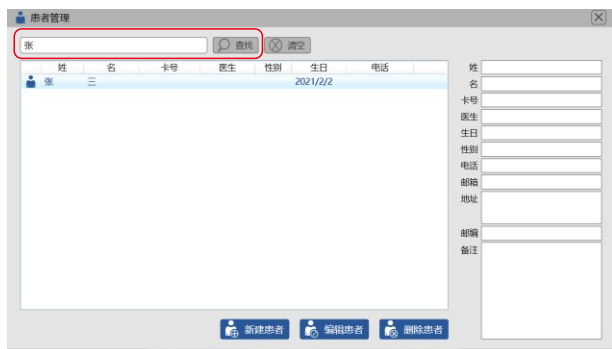 患者管理
张 查找 清空
姓 名 卡号 医生 性别 生日 电话
张 三 2021/2/2
姓
名
卡号
医生
生日
性别
电话
邮箱
地址
邮编
备注
新建患者 编辑患者 删除患者